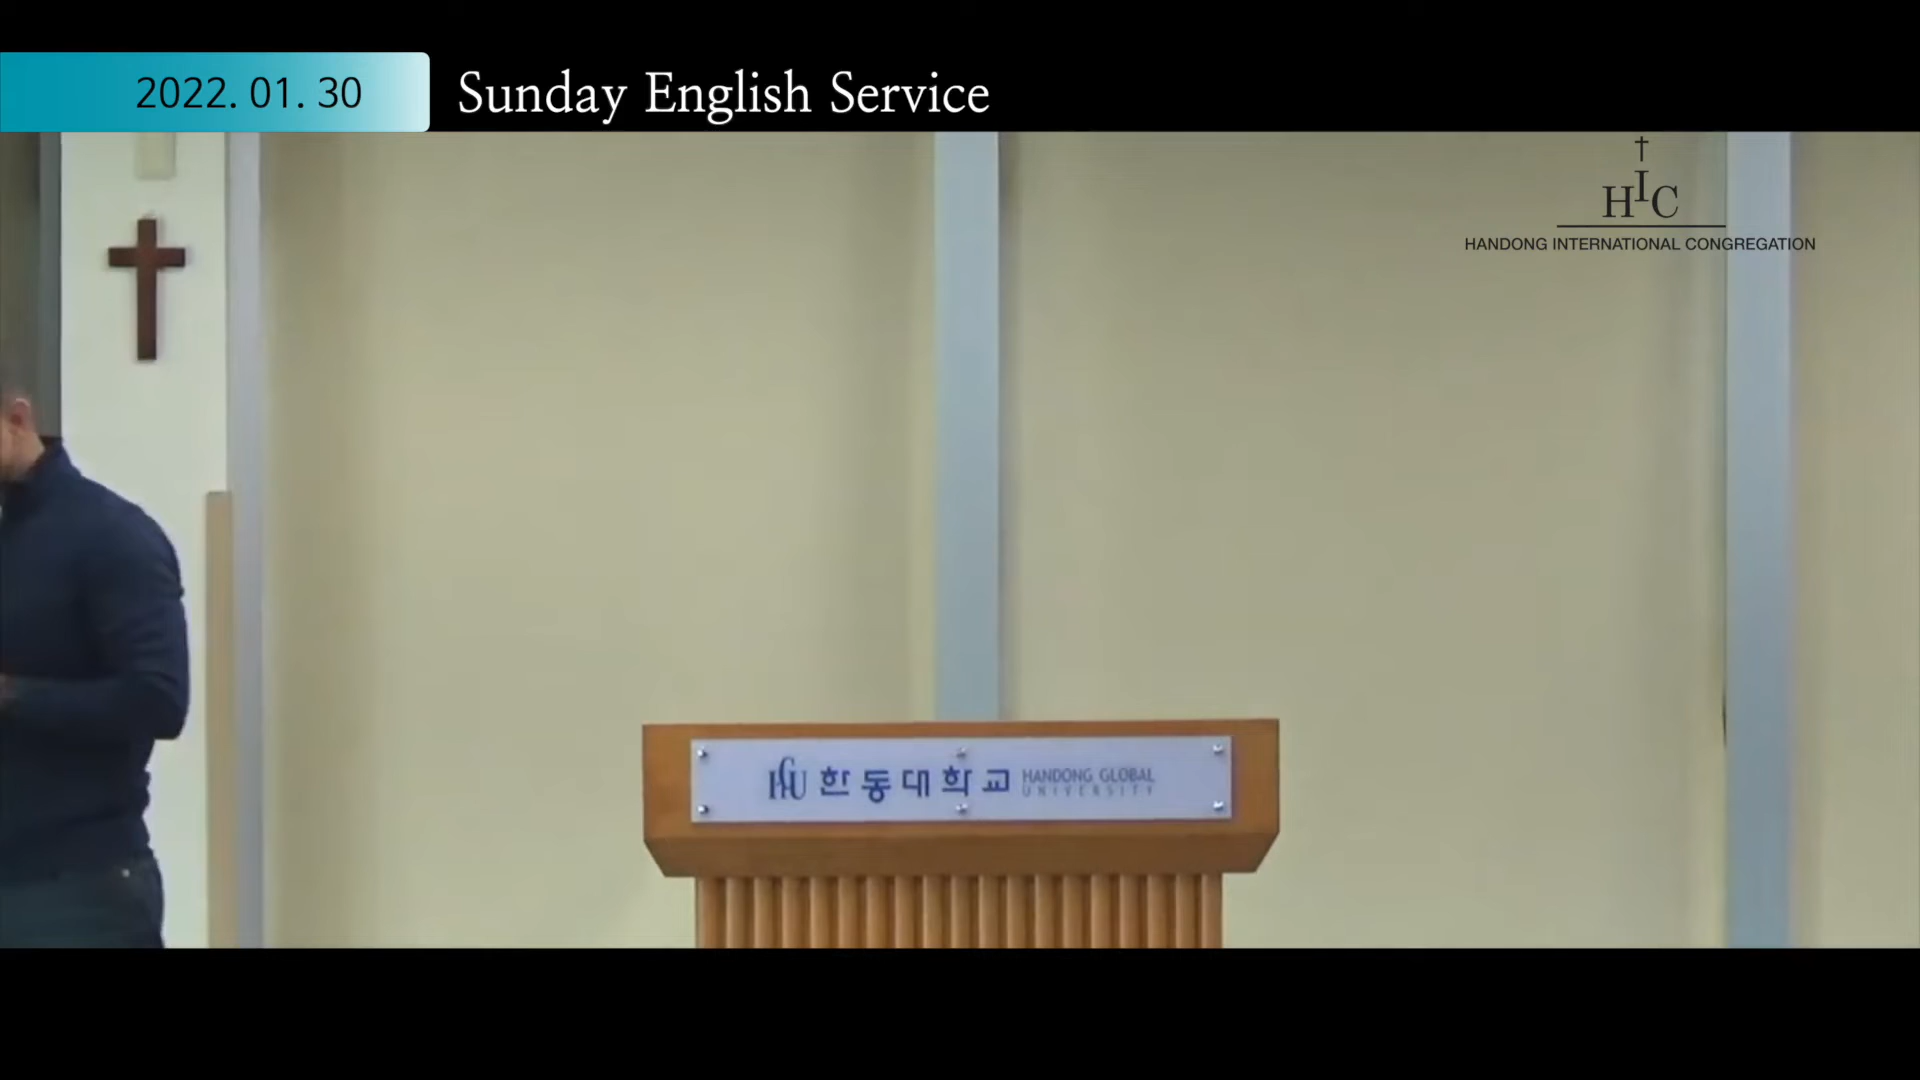 2022. 01. 30
Sunday English Service
HIC
HANDONG INTERNATIONAL CONGREGATION
HGU 한동대학교 HANDONG GLOBAL
UNIVERSITY